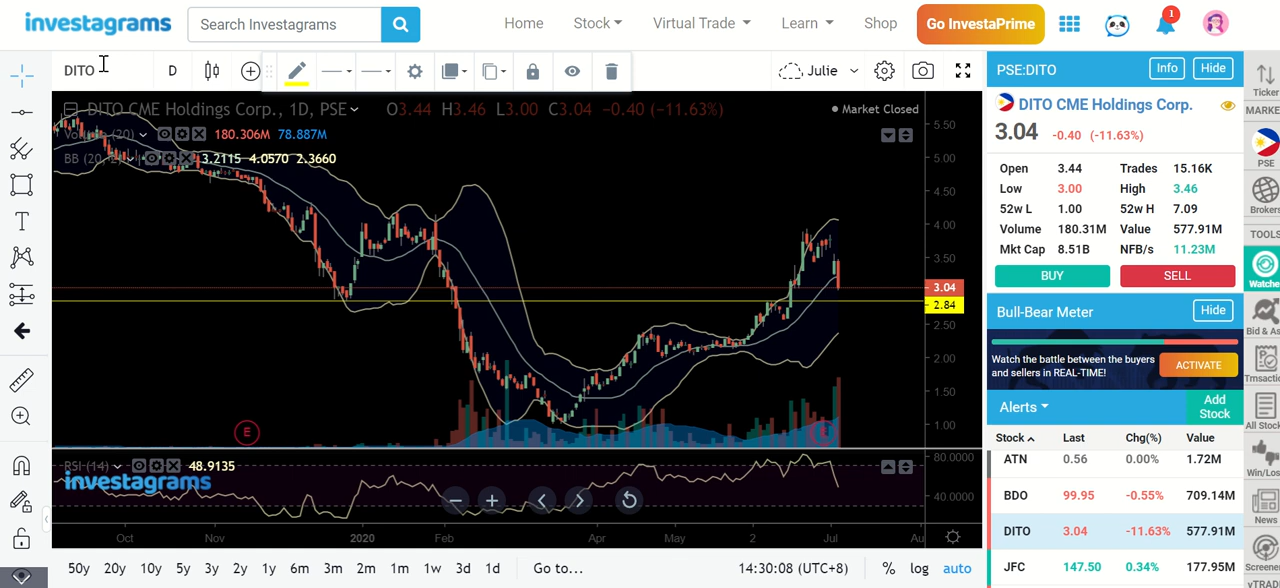 investagrams
Search Investagrams
Home
Stock
Virtual Trade
Learn
Shop
Go InvestaPrime
1
DITO
D
Julie
DITO CME Holdings Corp., 1D, PSE
O3.44 H3.46 L3.00 C3.04 -0.40 (-11.63%)
Market Closed
Volume (20)
180.306M 78.887M
3.2115 4.0570 2.3660
5.50
5.00
4.50
4.00
3.50
3.04
2.84
2.50
2.00
1.50
1.00
E
RSI (14) 48.9135
investagrams
80.0000
40.0000
Oct Nov 2020 Feb Apr May 2 Jul Au
50y 20y 10y 5y 3y 2y 1y 6m 3m 2m 1m 1w 3d 1d Go to...
14:30:08 (UTC+8) % log auto
PSE:DITO
Info
Hide
DITO CME Holdings Corp.
3.04 -0.40 (-11.63%)
Open 3.44 Trades 15.16K
Low 3.00 High 3.46
52w L 1.00 52w H 7.09
Volume 180.31M Value 577.91M
Mkt Cap 8.51B NFB/s 11.23M
BUY
SELL
Bull-Bear Meter
Hide
Watch the battle between the buyers
and sellers in REAL-TIME!
ACTIVATE
Alerts
Add
Stock
Stock Last Chg(%) Value
ATN 0.56 0.00% 1.72M
BDO 99.95 -0.55% 709.14M
DITO 3.04 -11.63% 577.91M
JFC 147.50 0.34% 177.95M
Ticker
MARKE
PSE
Brokers
TOOLS
Watche
Bid & As
All Stock
Win/Los
News
Screene